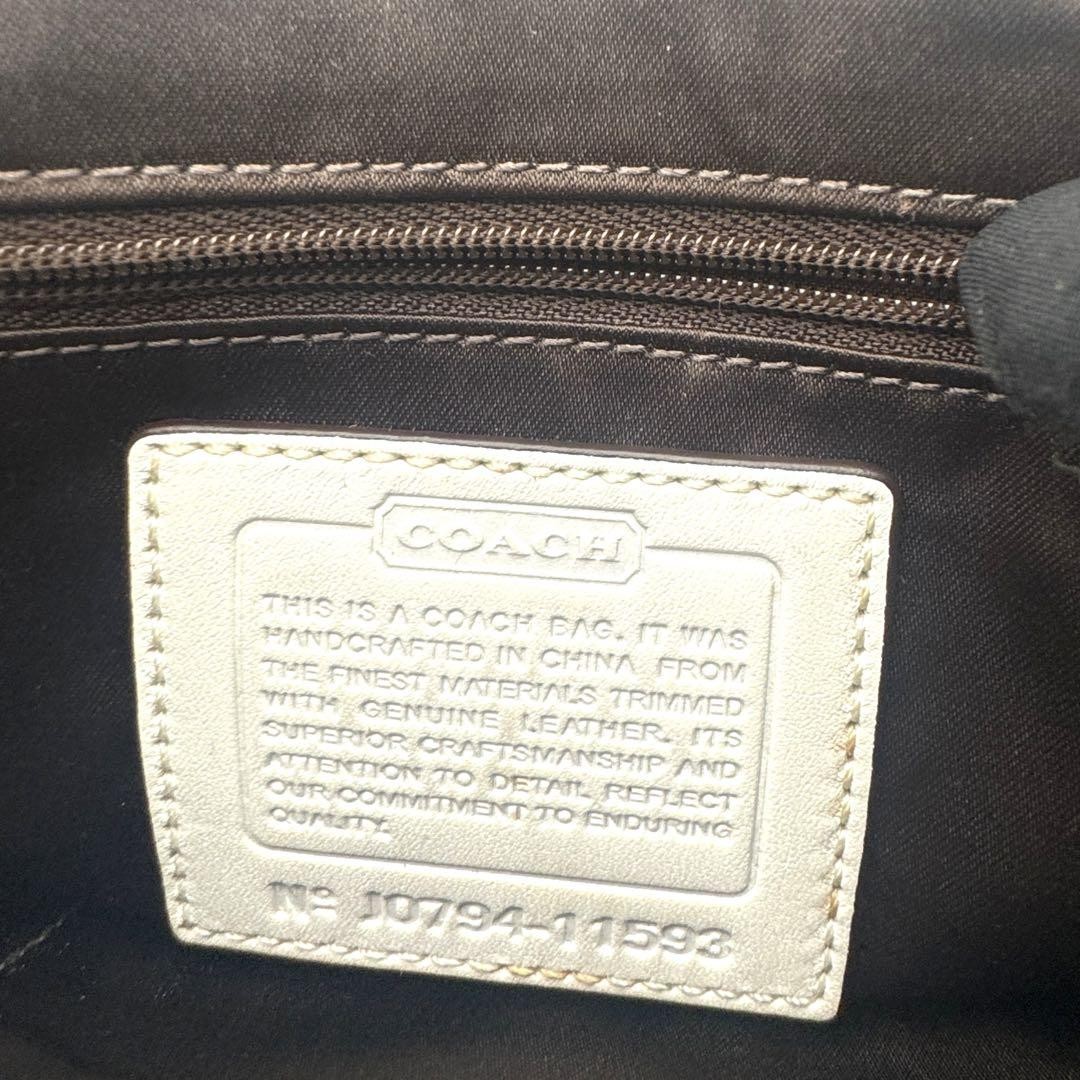 COACH
THIS IS A COACH BAG. IT WAS
HANDCRAFTED IN CHINA FROM
THE FINEST MATERIALS TRIMMED
WITH GENUINE LEATHER. ITS
SUPERIOR CRAFTSMANSHIP AND
ATTENTION TO DETAIL REFLECT
OUR COMMITMENT TO ENDURING
QUALITY.
Nº J0794-11593